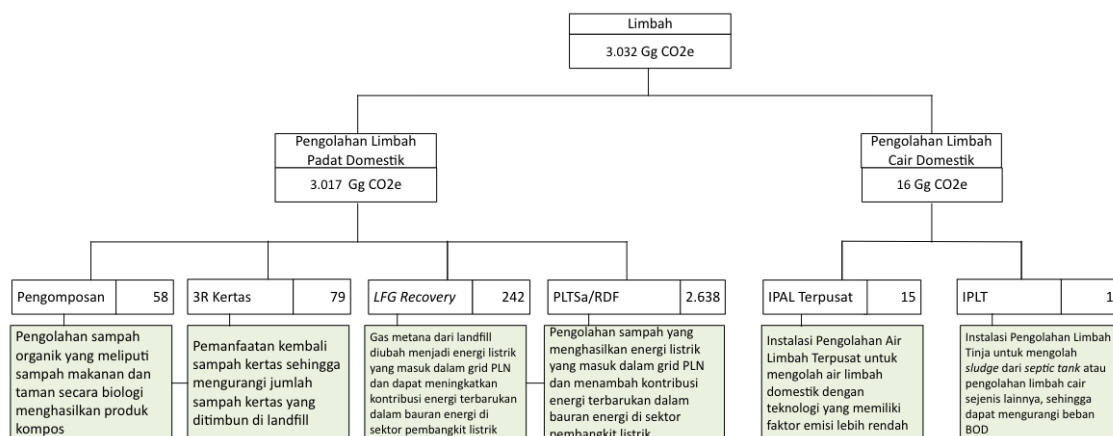 Limbah
3.032 Gg CO2e
Pengolahan Limbah
Padat Domestik
3.017 Gg CO2e
Pengolahan Limbah
Cair Domestik
16 Gg CO2e
Pengomposan 58
3R Kertas 79
LFG Recovery 242
PLTSa/RDF 2.638
IPAL Terpusat 15
IPLT 1
Pengolahan sampah
organik yang meliputi
sampah makanan dan
taman secara biologi
menghasilkan produk
kompos
Pemanfaatan kembali
sampah kertas sehingga
mengurangi jumlah
sampah kertas yang
ditimbun di landfill
Gas metana dari landfill
diubah menjadi energi listrik
yang masuk dalam grid PLN
dan dapat meningkatkan
kontribusi energi terbarukan
dalam bauran energi di
sektor pembangkit listrik
Pengolahan sampah yang
menghasilkan energi listrik
yang masuk dalam grid PLN
dan menambah kontribusi
energi terbarukan dalam
bauran energi di sektor
pembangkit listrik
Instalasi Pengolahan Air
Limbah Terpusat untuk
mengolah air limbah
domestik dengan
teknologi yang memiliki
faktor emisi lebih rendah
Instalasi Pengolahan Limbah
Tinja untuk mengolah
sludge dari septic tank atau
pengolahan limbah cair
sejenis lainnya, sehingga
dapat mengurangi beban
BOD